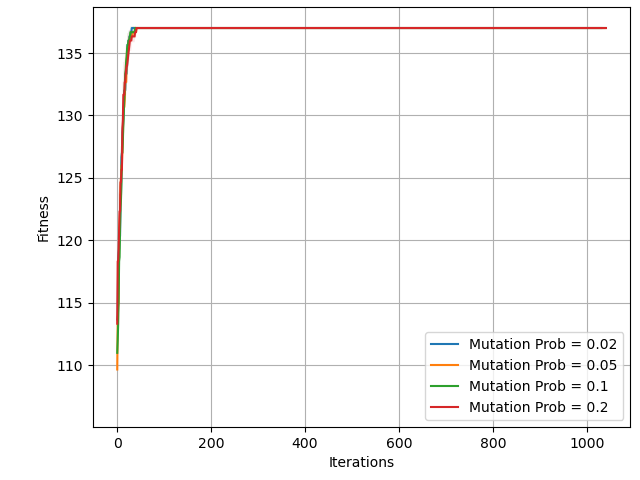 135
130
125
120
115
110
Fitness
0
200
400
600
800
1000
Iterations
Mutation Prob = 0.02
Mutation Prob = 0.05
Mutation Prob = 0.1
Mutation Prob = 0.2